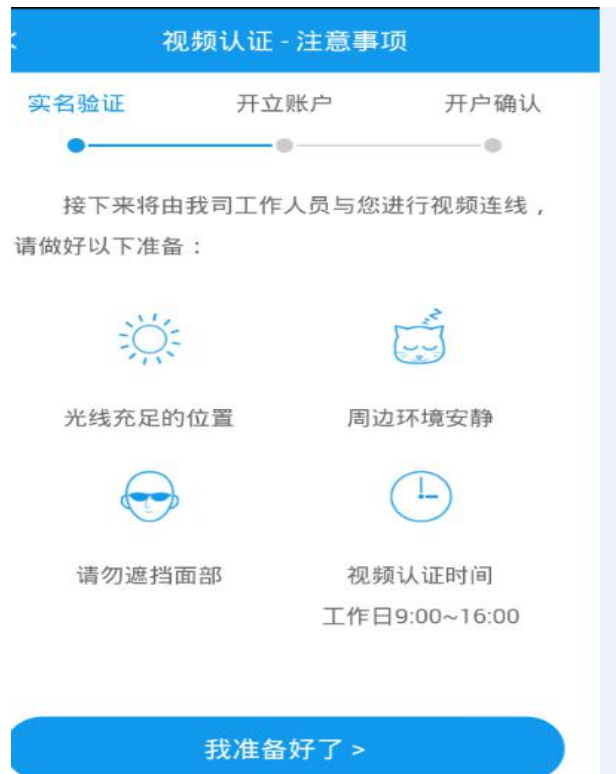 视频认证 - 注意事项
实名验证 开立账户 开户确认
接下来将由我司工作人员与您进行视频连线，
请做好以下准备：
光线充足的位置 周边环境安静
请勿遮挡面部 视频认证时间
工作日9:00~16:00
我准备好了 >